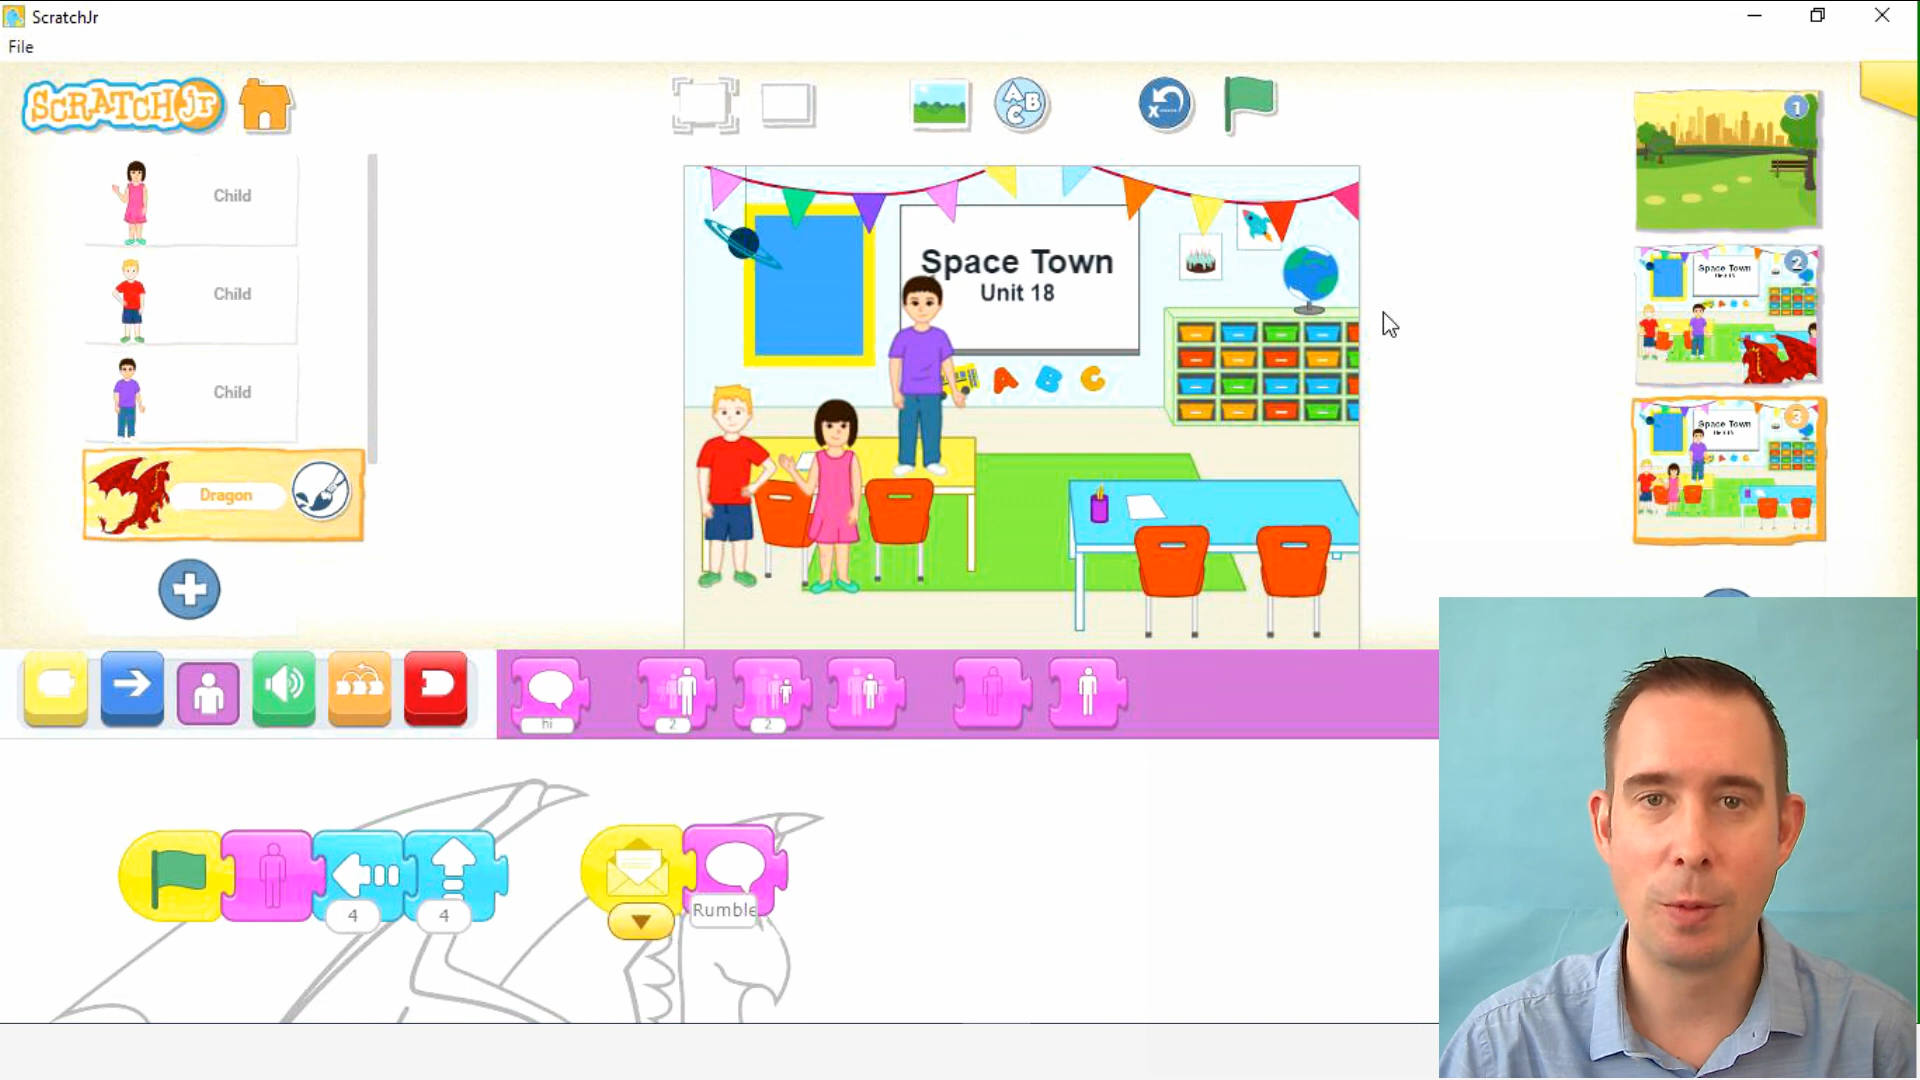 ScratchJr
File
SCRATCHJr
A B C
Child
Child
Child
Dragon
Space Town
Unit 18
A B C
1
Space Town
2
Space Town
3
hi
2
2
4
4
Rumble